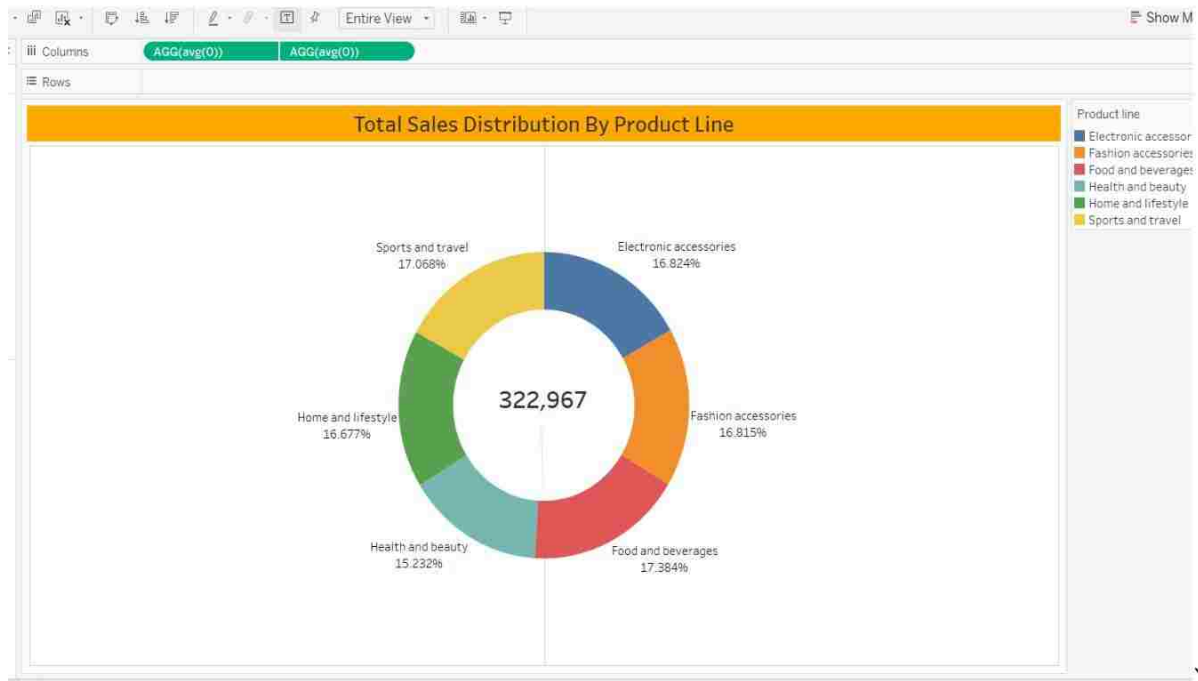 Entire View
Show M
iii Columns
AGG(avg(0))
AGG(avg(0))
Rows
Total Sales Distribution By Product Line
Product line
Electronic accessor
Fashion accessories
Food and beverages
Health and beauty
Home and lifestyle
Sports and travel
Sports and travel
17.068%
Electronic accessories
16.824%
322,967
Home and lifestyle
16.677%
Fashion accessories
16.815%
Health and beauty
15.232%
Food and beverages
17.384%